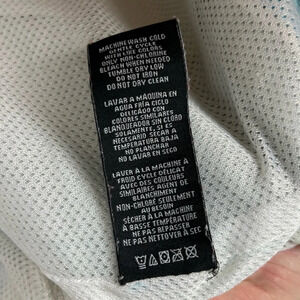 MACHINE WASH COLD
GENTLE CYCLE
WITH LIKE COLORS
ONLY NON-CHLORINE
BLEACH WHEN NEEDED
TUMBLE DRY LOW
DO NOT IRON
DO NOT DRY CLEAN
LAVAR A MAQUINA EN
AGUA FRIA CICLO
DELICADO CON
COLORES SIMILARES
BLANQUEADOR SIN CLORO
SOLAMENTE, SI ES
NECESARIO SECAR A
TEMPERATURA BAJA
NO PLANCHAR
NO LAVAR EN SECO
LAVER À LA MACHINE À
FROID CYCLE DÉLICAT
AVEC DES COULEURS
SIMILAIRES AGENT DE
BLANCHIMENT
NON-CHLORE SEULEMENT
AU BESOIN
SÉCHER À LA MACHINE
À BASSE TEMPÉRATURE
NE PAS REPASSER
NE PAS NETTOYER À SEC